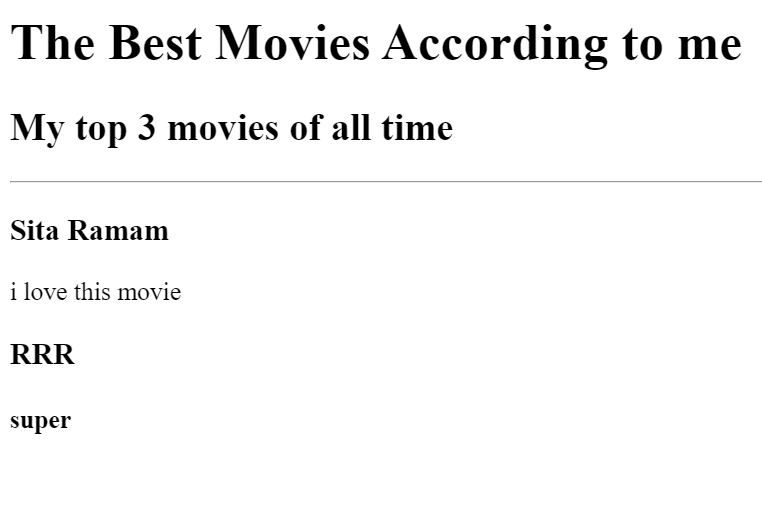 The Best Movies According to me
My top 3 movies of all time
Sita Ramam
i love this movie
RRR
super